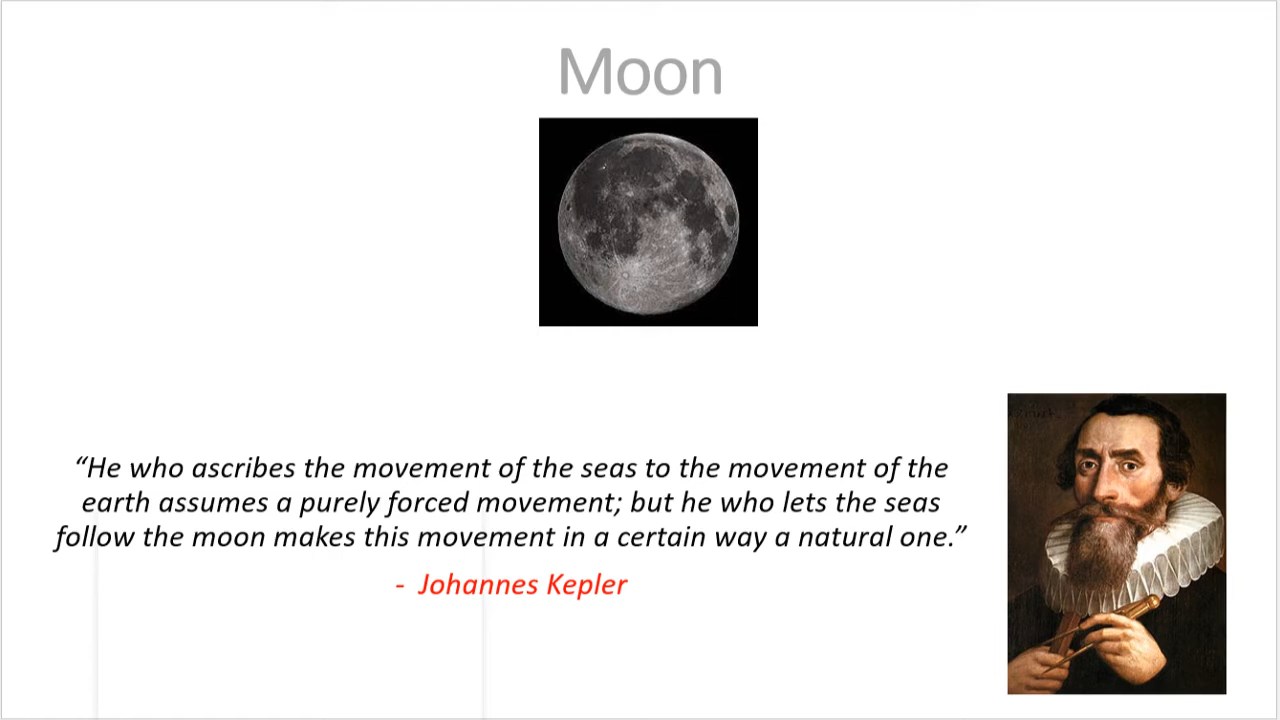 Moon
“He who ascribes the movement of the seas to the movement of the
earth assumes a purely forced movement; but he who lets the seas
follow the moon makes this movement in a certain way a natural one.”
- Johannes Kepler